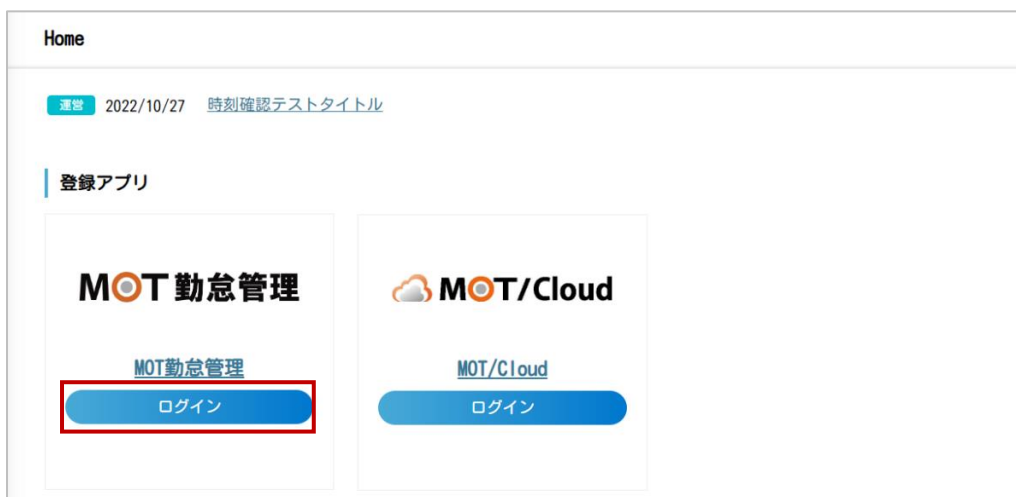 Home
運営 2022/10/27 時刻確認テストタイトル
登録アプリ
MOT勤怠管理 MOT/Cloud
MOT勤怠管理 MOT/Cloud
ログイン ログイン